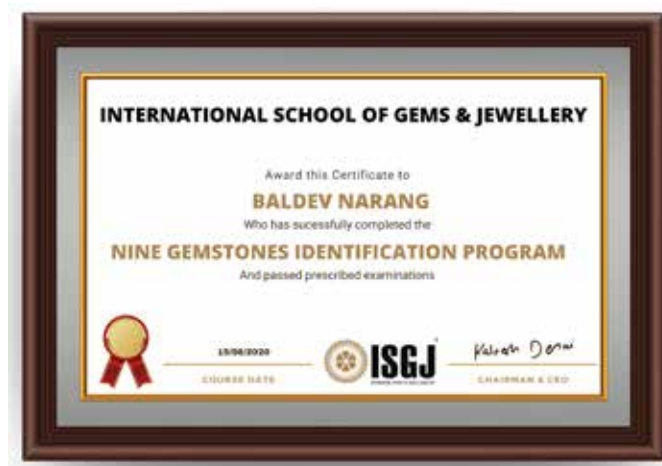 INTERNATIONAL SCHOOL OF GEMS & JEWELLERY
Award this Certificate to
BALDEV NARANG
Who has sucessfully completed the
NINE GEMSTONES IDENTIFICATION PROGRAM
And passed prescribed examinations
15/06/2020
COURSE DATE
ISGJ
CHAIRMAN & CEO